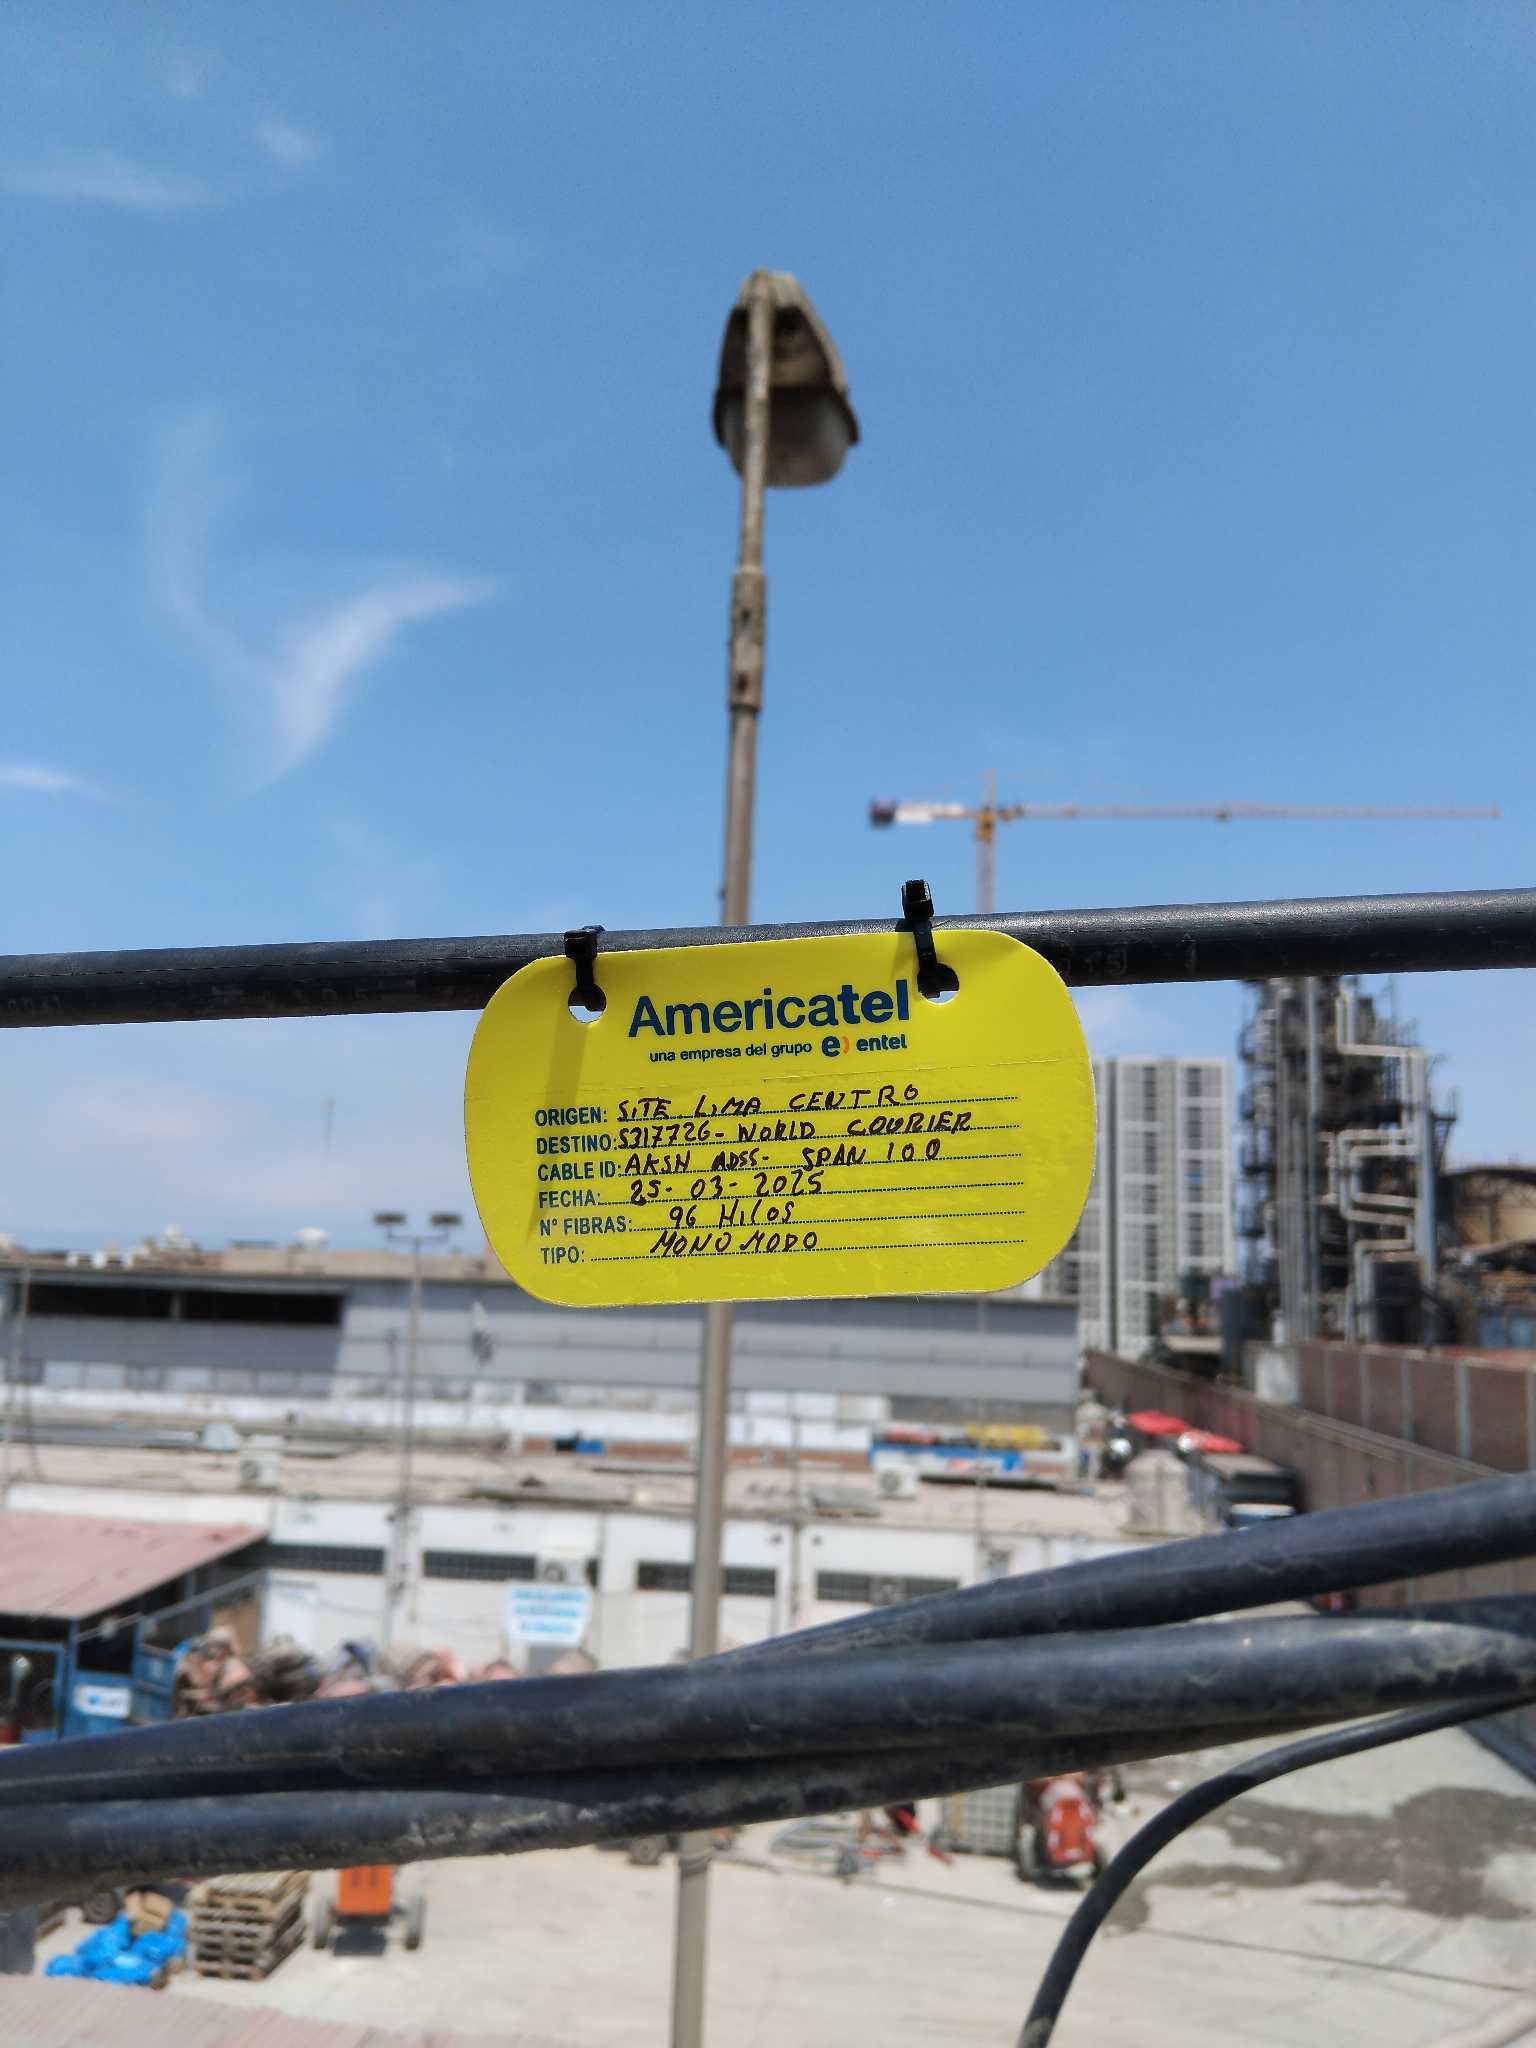 Americatel
una empresa del grupo e) entel
ORIGEN: SITE LIMA CENTRO
DESTINO: S317726- WORLD COURIER
CABLE ID: AKSH ADSS- SPAN 100
FECHA: 25-03-2025
Nº FIBRAS: 96 HilOS
TIPO: MONOMODO